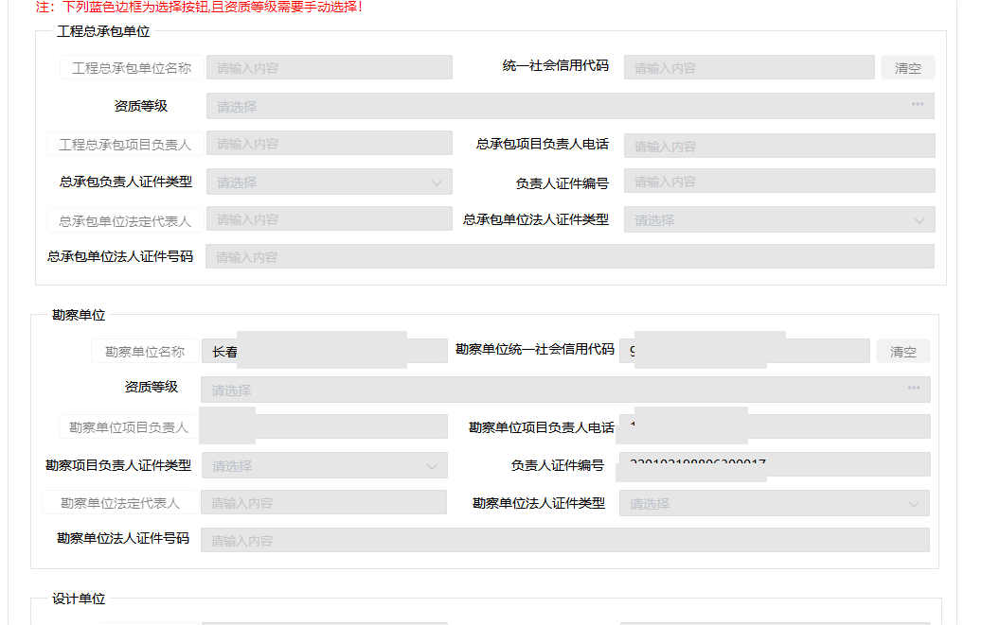 注：下列蓝色边框为选择按钮,且资质等级需要手动选择!
工程总承包单位
工程总承包单位名称 请输入内容 统一社会信用代码 请输入内容 清空
资质等级 请选择
工程总承包项目负责人 请输入内容 总承包项目负责人电话 请输入内容
总承包负责人证件类型 请选择 负责人证件编号 请输入内容
总承包单位法定代表人 请输入内容 总承包单位法人证件类型 请选择
总承包单位法人证件号码 请输入内容
勘察单位
勘察单位名称 长春 勘察单位统一社会信用代码 9 清空
资质等级 请选择
勘察单位项目负责人 勘察单位项目负责人电话 1
勘察项目负责人证件类型 请选择 负责人证件编号
勘察单位法定代表人 请输入内容 勘察单位法人证件类型 请选择
勘察单位法人证件号码 请输入内容
设计单位